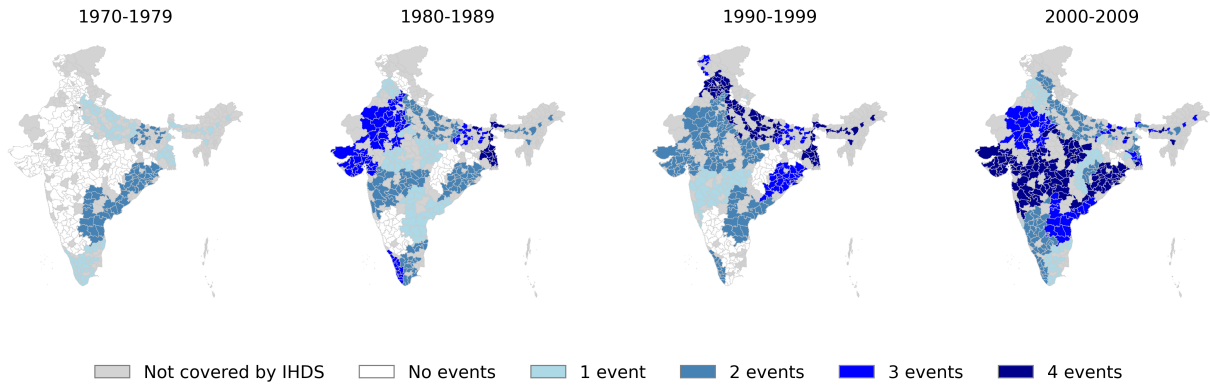 1970-1979 1980-1989 1990-1999 2000-2009
Not covered by IHDS No events 1 event 2 events 3 events 4 events